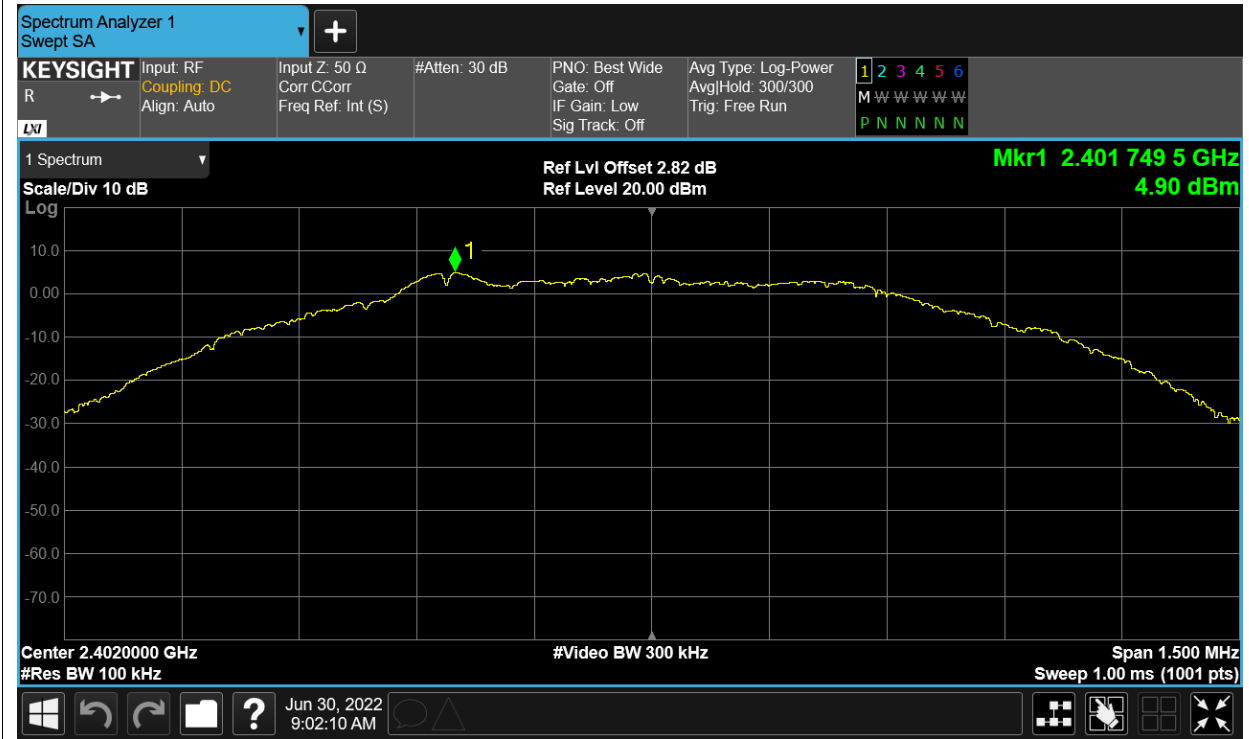 Spectrum Analyzer 1
Swept SA
KEYSIGHT
R
LXI
Input: RF
Coupling: DC
Align: Auto
Input Z: 50 Ω
Corr CCorr
Freq Ref: Int (S)
#Atten: 30 dB
PNO: Best Wide
Gate: Off
IF Gain: Low
Sig Track: Off
Avg Type: Log-Power
Avg|Hold: 300/300
Trig: Free Run
1 2 3 4 5 6
M W W W W W
P N N N N N
1 Spectrum
Scale/Div 10 dB
Log
Ref Lvl Offset 2.82 dB
Ref Level 20.00 dBm
Mkr1 2.401 749 5 GHz
4.90 dBm
1
10.0
0.00
-10.0
-20.0
-30.0
-40.0
-50.0
-60.0
-70.0
Center 2.4020000 GHz
#Res BW 100 kHz
#Video BW 300 kHz
Span 1.500 MHz
Sweep 1.00 ms (1001 pts)
?
Jun 30, 2022
9:02:10 AM